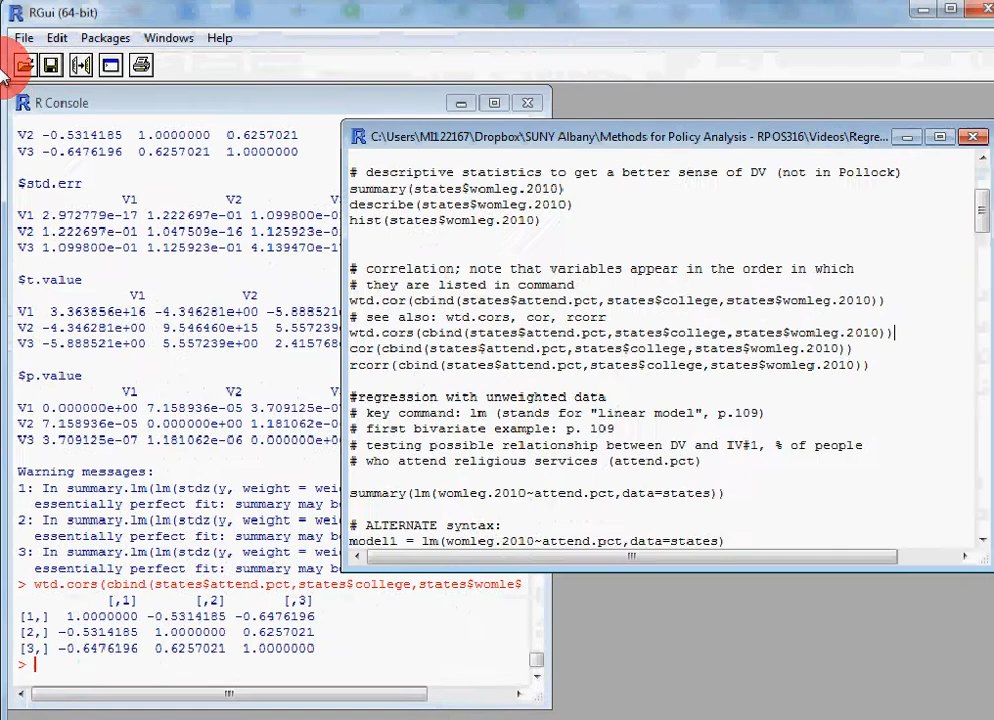 RGui (64-bit)
File Edit Packages Windows Help
R Console
V2 -0.5314185 1.0000000 0.6257021
V3 -0.6476196 0.6257021 1.0000000
$std.err
V1 V2
V1 2.972779e-17 1.222697e-01 1.099800e-01
V2 1.222697e-01 1.047509e-16 1.125923e-01
V3 1.099801e-01 1.125923e-01 4.139470e-17
$t.value
V1 V2
V1 3.363856e+16 -4.346281e+00 -5.888521
V2 -4.346281e+00 9.546460e+15 5.557239
V3 -5.888521e+00 5.557239e+00 2.415768
$p.value
V1 V2
V1 0.000000e+00 7.158936e-05 3.709125
V2 7.158936e-05 0.000000e+00 1.181062
V3 3.709125e-07 1.181062e-06 0.000000e+00
Warning messages:
1: In summary.lm(lm(stdz(y, weight = wei
essentially perfect fit: summary may b
2: In summary.lm(lm(stdz(y, weight = wei
essentially perfect fit: summary may b
3: In summary.lm(lm(stdz(y, weight = wei
essentially perfect fit: summary may b
> wtd.cors(cbind(states$attend.pct,states$college,states$womle$
[,1] [,2] [,3]
[1,] 1.0000000 -0.5314185 -0.6476196
[2,] -0.5314185 1.0000000 0.6257021
[3,] -0.6476196 0.6257021 1.0000000
>
C:\Users\MI122167\Dropbox\SUNY Albany\Methods for Policy Analysis - RPOS316\Videos\Regre...
# descriptive statistics to get a better sense of DV (not in Pollock)
summary(states$womleg.2010)
describe(states$womleg.2010)
hist(states$womleg.2010)
# correlation; note that variables appear in the order in which
# they are listed in command
wtd.cor(cbind(states$attend.pct,states$college,states$womleg.2010))
# see also: wtd.cors, cor, rcorr
wtd.cors(cbind(states$attend.pct,states$college,states$womleg.2010))
cor(cbind(states$attend.pct,states$college,states$womleg.2010))
rcorr(cbind(states$attend.pct,states$college,states$womleg.2010))
#regression with unweighted data
# key command: lm (stands for "linear model", p.109)
# first bivariate example: p. 109
# testing possible relationship between DV and IV#1, % of people
# who attend religious services (attend.pct)
summary(lm(womleg.2010~attend.pct,data=states))
# ALTERNATE syntax:
model1 = lm(womleg.2010~attend.pct,data=states)